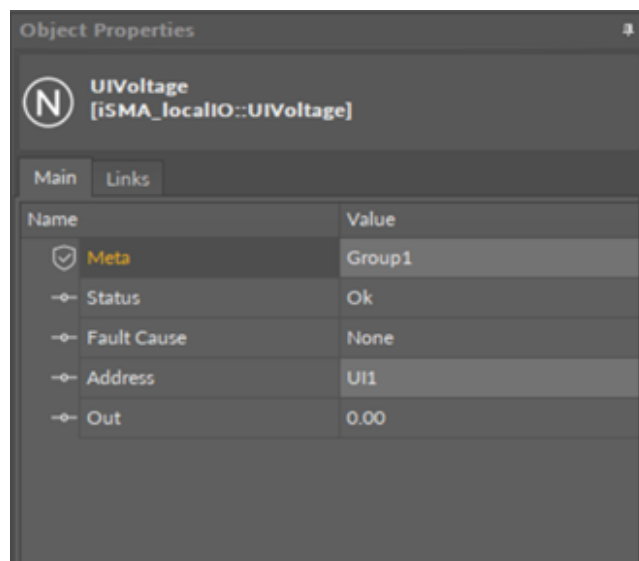 Object Properties
N
UIVoltage
[iSMA_localIO::UIVoltage]
Main Links
Name Value
Meta Group1
Status Ok
Fault Cause None
Address UI1
Out 0.00